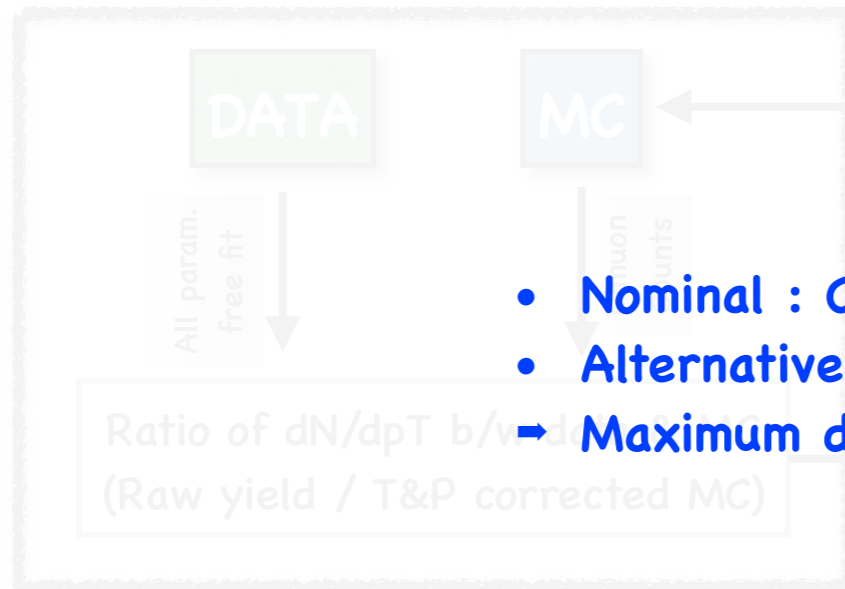 DATA MC
All param.
free fit
• Nominal :
• Alternative
➡ Maximum
Ratio of dN/dpT b/w
(Raw yield / T&P corrected MC)